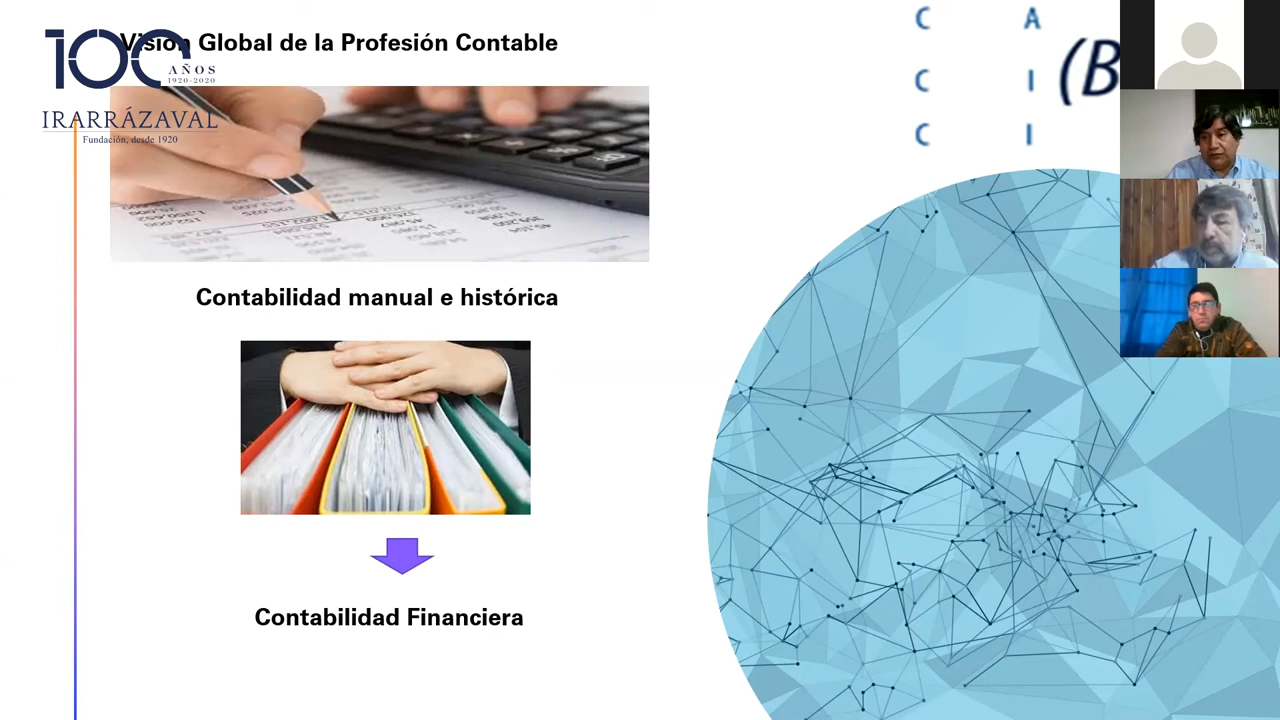 Visión Global de la Profesión Contable
100
AÑOS
1920-2020
IRARRÁZAVAL
Fundación, desde 1920
Contabilidad manual e histórica
Contabilidad Financiera
C A
C I
C I
(B